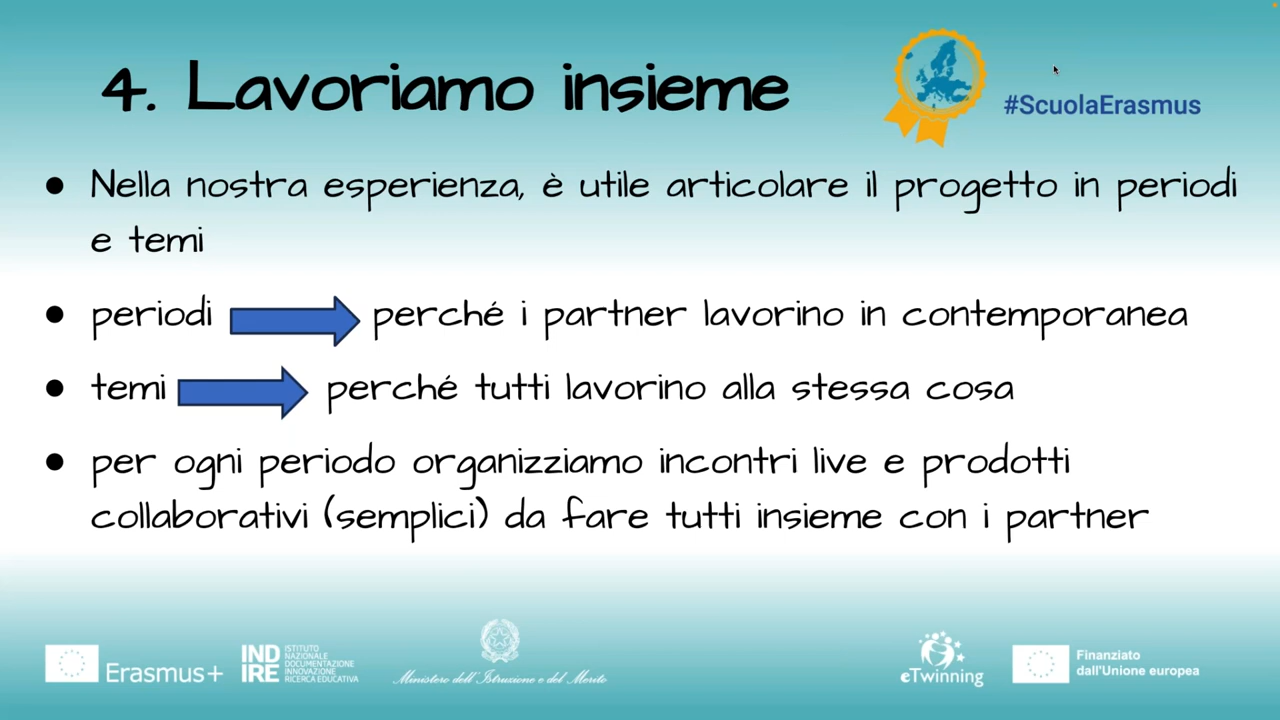 4. Lavoriamo insieme
#ScuolaErasmus
● Nella nostra esperienza, è utile articolare il progetto in periodi
e temi
● periodi perché i partner lavorino in contemporanea
● temi perché tutti lavorino alla stessa cosa
● per ogni periodo organizziamo incontri live e prodotti
collaborativi (semplici) da fare tutti insieme con i partner
Erasmus+
INDIRE
ISTITUTO
NAZIONALE
DOCUMENTAZIONE
INNOVAZIONE
RICERCA EDUCATIVA
Ministero dell'Istruzione e del Merito
eTwinning
Finanziato
dall'Unione europea